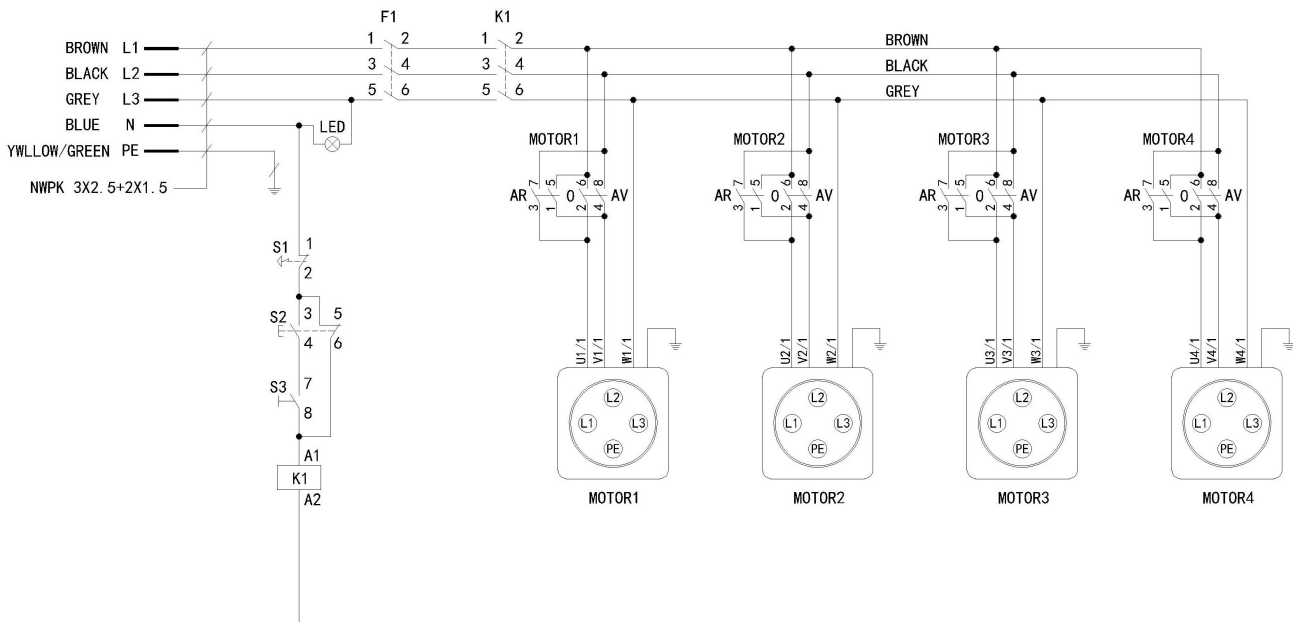 F1 K1
BROWN L1 1 2 1 2 BROWN
BLACK L2 3 4 3 4 BLACK
GREY L3 5 6 5 6 GREY
BLUE N LED
YWLLOW/GREEN PE
NWPK 3X2.5+2X1.5
MOTOR1 MOTOR2 MOTOR3 MOTOR4
7 5 6 8 7 5 6 8 7 5 6 8 7 5 6 8
AR 0 AV AR 0 AV AR 0 AV AR 0 AV
3 1 2 4 3 1 2 4 3 1 2 4 3 1 2 4
S1 1
2
S2 3 5
4 6
S3 7
8
A1
K1
A2
U1/1 V1/1 W1/1 U2/1 V2/1 W2/1 U3/1 V3/1 W3/1 U4/1 V4/1 W4/1
L2 L2 L2 L2
L1 L3 L1 L3 L1 L3 L1 L3
PE PE PE PE
MOTOR1 MOTOR2 MOTOR3 MOTOR4